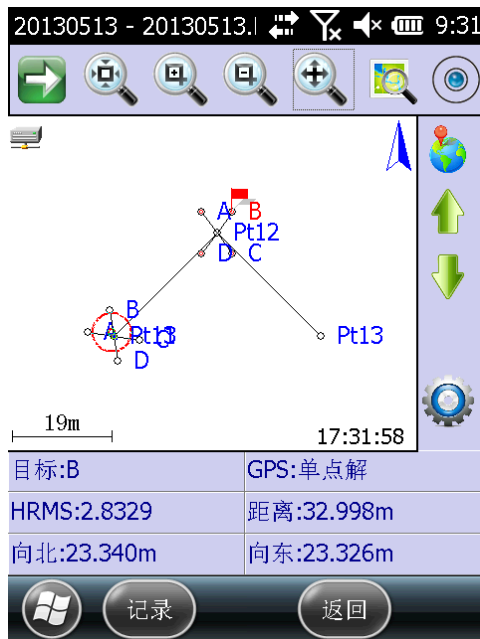 20130513 - 20130513.I 9:31
A B
Pt12
D C
B
A Pt13 C
Pt13
D
19m
17:31:58
目标:B GPS:单点解
HRMS:2.8329 距离:32.998m
向北:23.340m 向东:23.326m
记录 返回